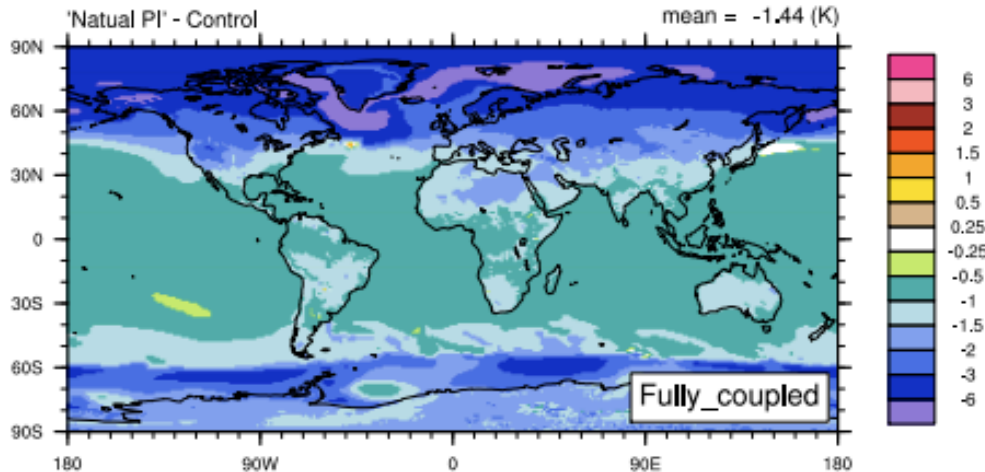 'Natual PI' - Control
mean = -1.44 (K)
90N
60N
30N
0
30S
60S
90S
180
90W
0
90E
180
Fully_coupled
6
3
2
1.5
1
0.5
0.25
-0.25
-0.5
-1
-1.5
-2
-3
-6